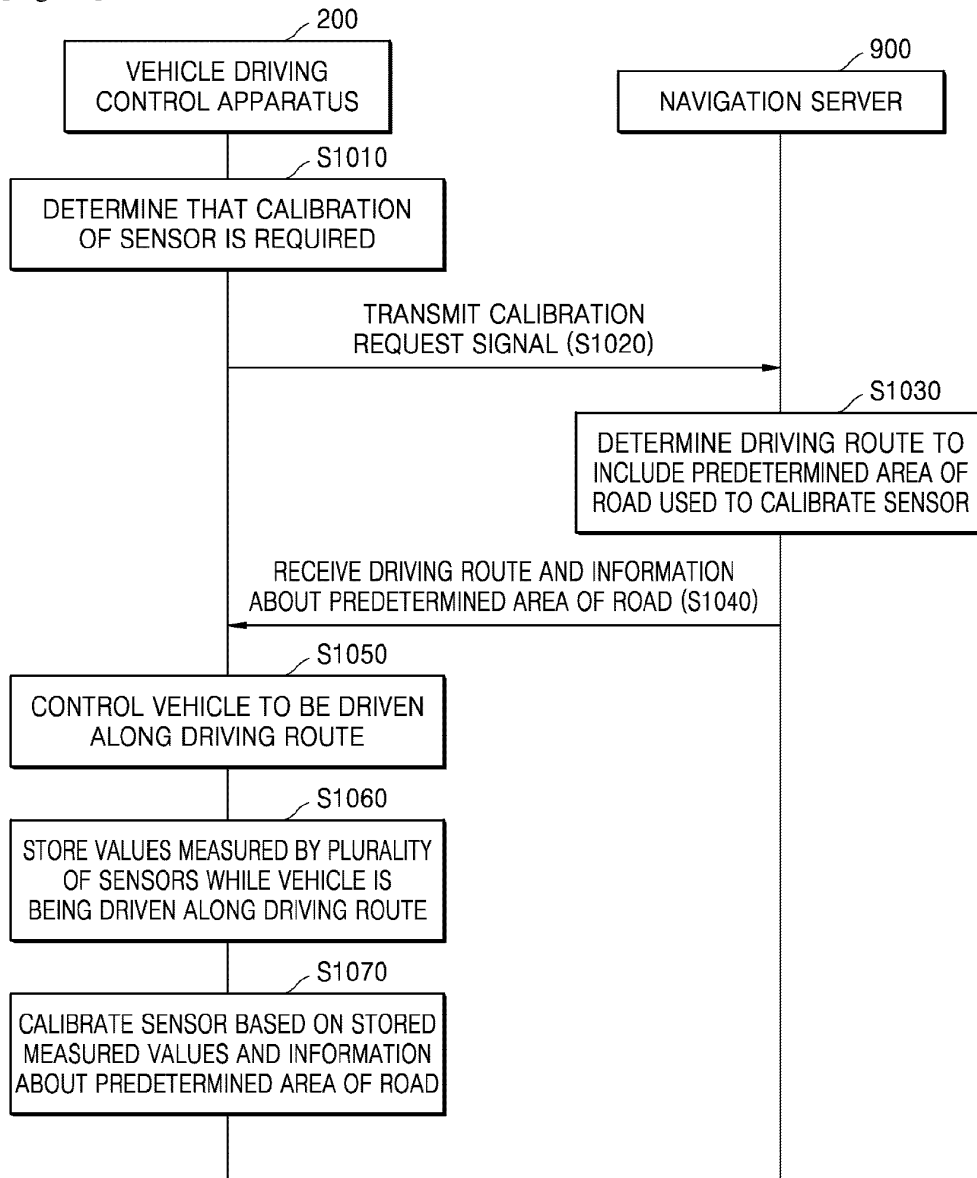 200
VEHICLE DRIVING
CONTROL APPARATUS
900
NAVIGATION SERVER
S1010
DETERMINE THAT CALIBRATION
OF SENSOR IS REQUIRED
TRANSMIT CALIBRATION
REQUEST SIGNAL (S1020)
S1030
DETERMINE DRIVING ROUTE TO
INCLUDE PREDETERMINED AREA OF
ROAD USED TO CALIBRATE SENSOR
RECEIVE DRIVING ROUTE AND INFORMATION
ABOUT PREDETERMINED AREA OF ROAD (S1040)
S1050
CONTROL VEHICLE TO BE DRIVEN
ALONG DRIVING ROUTE
S1060
STORE VALUES MEASURED BY PLURALITY
OF SENSORS WHILE VEHICLE IS
BEING DRIVEN ALONG DRIVING ROUTE
S1070
CALIBRATE SENSOR BASED ON STORED
MEASURED VALUES AND INFORMATION
ABOUT PREDETERMINED AREA OF ROAD